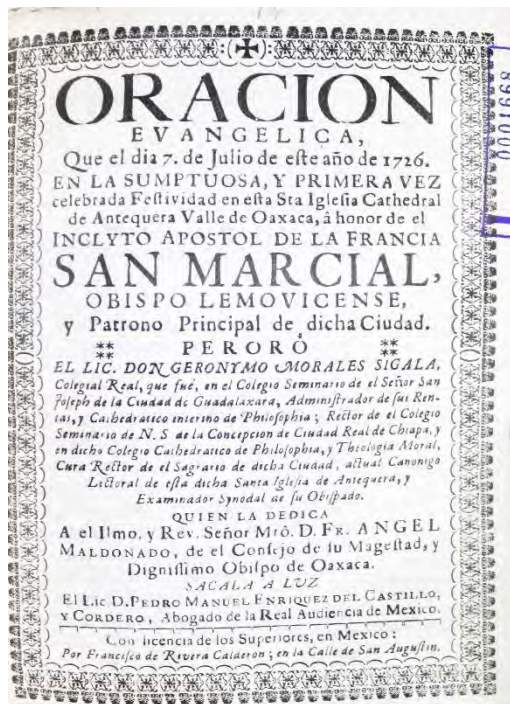 ORACION
EVANGELICA,
Que el dia 7. de Julio de eſte año de 1726.
EN LA SUMPTUOSA, Y PRIMERA VEZ
celebrada Feſtividad en eſta Sta Igleſia Cathedral
de Antequera Valle de Oaxaca, â honor de el
INCLYTO APOSTOL DE LA FRANCIA
SAN MARCIAL,
OBISPO LEMOVICENSE,
y Patrono Principal de dicha Ciudad.
PERORÓ
EL LIC. DON GERONYMO MORALES SIGALA,
Colegial Real, que fué, en el Colegio Seminario de el Señor San
Joſeph de la Ciudad de Guadalaxara, Adminiſtrador de ſus Ren-
tas, y Cathedratico interino de Philoſophia; Rector de el Colegio
Seminario de N. S de la Concepcion de Ciudad Real de Chiapa, y
en dicho Colegio Cathedratico de Philoſophia, y Theologia Moral,
Cura Rector de el Sagrario de dicha Ciudad, actual Canonigo
Lictoral de eſta dicha Santa Igleſia de Antequera, y
Examinador Synodal de ſu Obiſpado.
QUIEN LA DEDICA
A el Ilmo. y Rev. Señor Mrô. D. FR. ANGEL
MALDONADO, de el Conſejo de ſu Mageſtad, y
Digniſſimo Obiſpo de Oaxaca.
SACALA A LUZ
El Lic D. PEDRO MANUEL ENRIQUEZ DEL CASTILLO,
Y CORDERO, Abogado de la Real Audiencia de Mexico.
Con licencia de los Superiores, en Mexico:
Por Franciſco de Rivera Calderon; en la Calle de San Auguſtin.
0001668